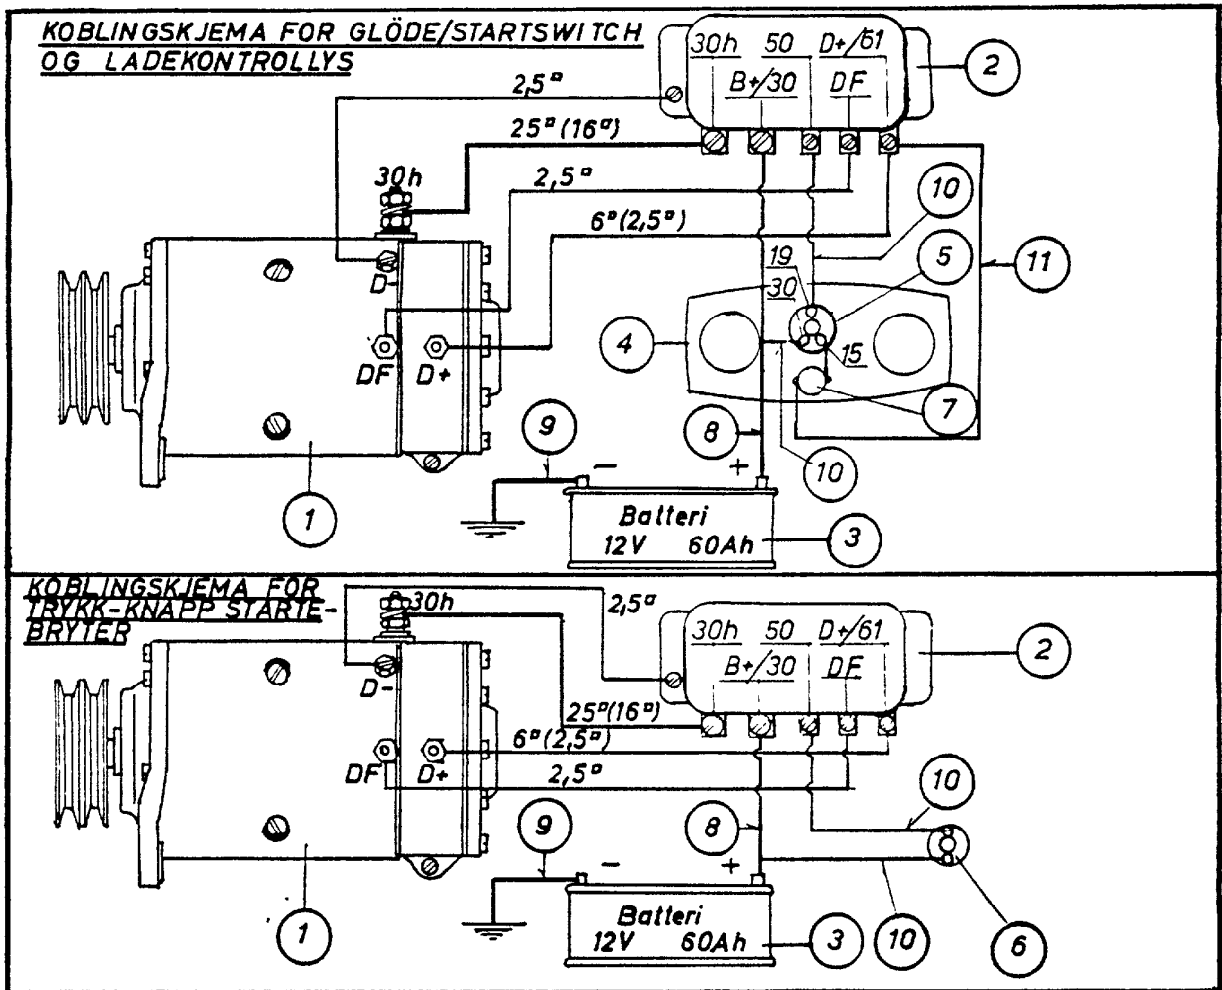 KOBLINGSKJEMA FOR GLÖDE/STARTSWITCH
OG LADEKONTROLLYS
30h 50 D+/61
B+/30 DF
2
2,5¤
25¤(16¤)
30h
2,5¤
10
6¤(2,5¤)
19
5
11
D-
30
4
15
DF D+
7
9
8
10
- +
1
Batteri
12V 60Ah
3
KOBLINGSKJEMA FOR
TRYKK-KNAPP STARTE-
BRYTER
30h
2,5¤
30h 50 D+/61
B+/30 DF
2
D-
25¤(16¤)
6¤(2,5¤)
DF D+
2,5¤
10
9
8
- +
1
Batteri
12V 60Ah
3
10
6